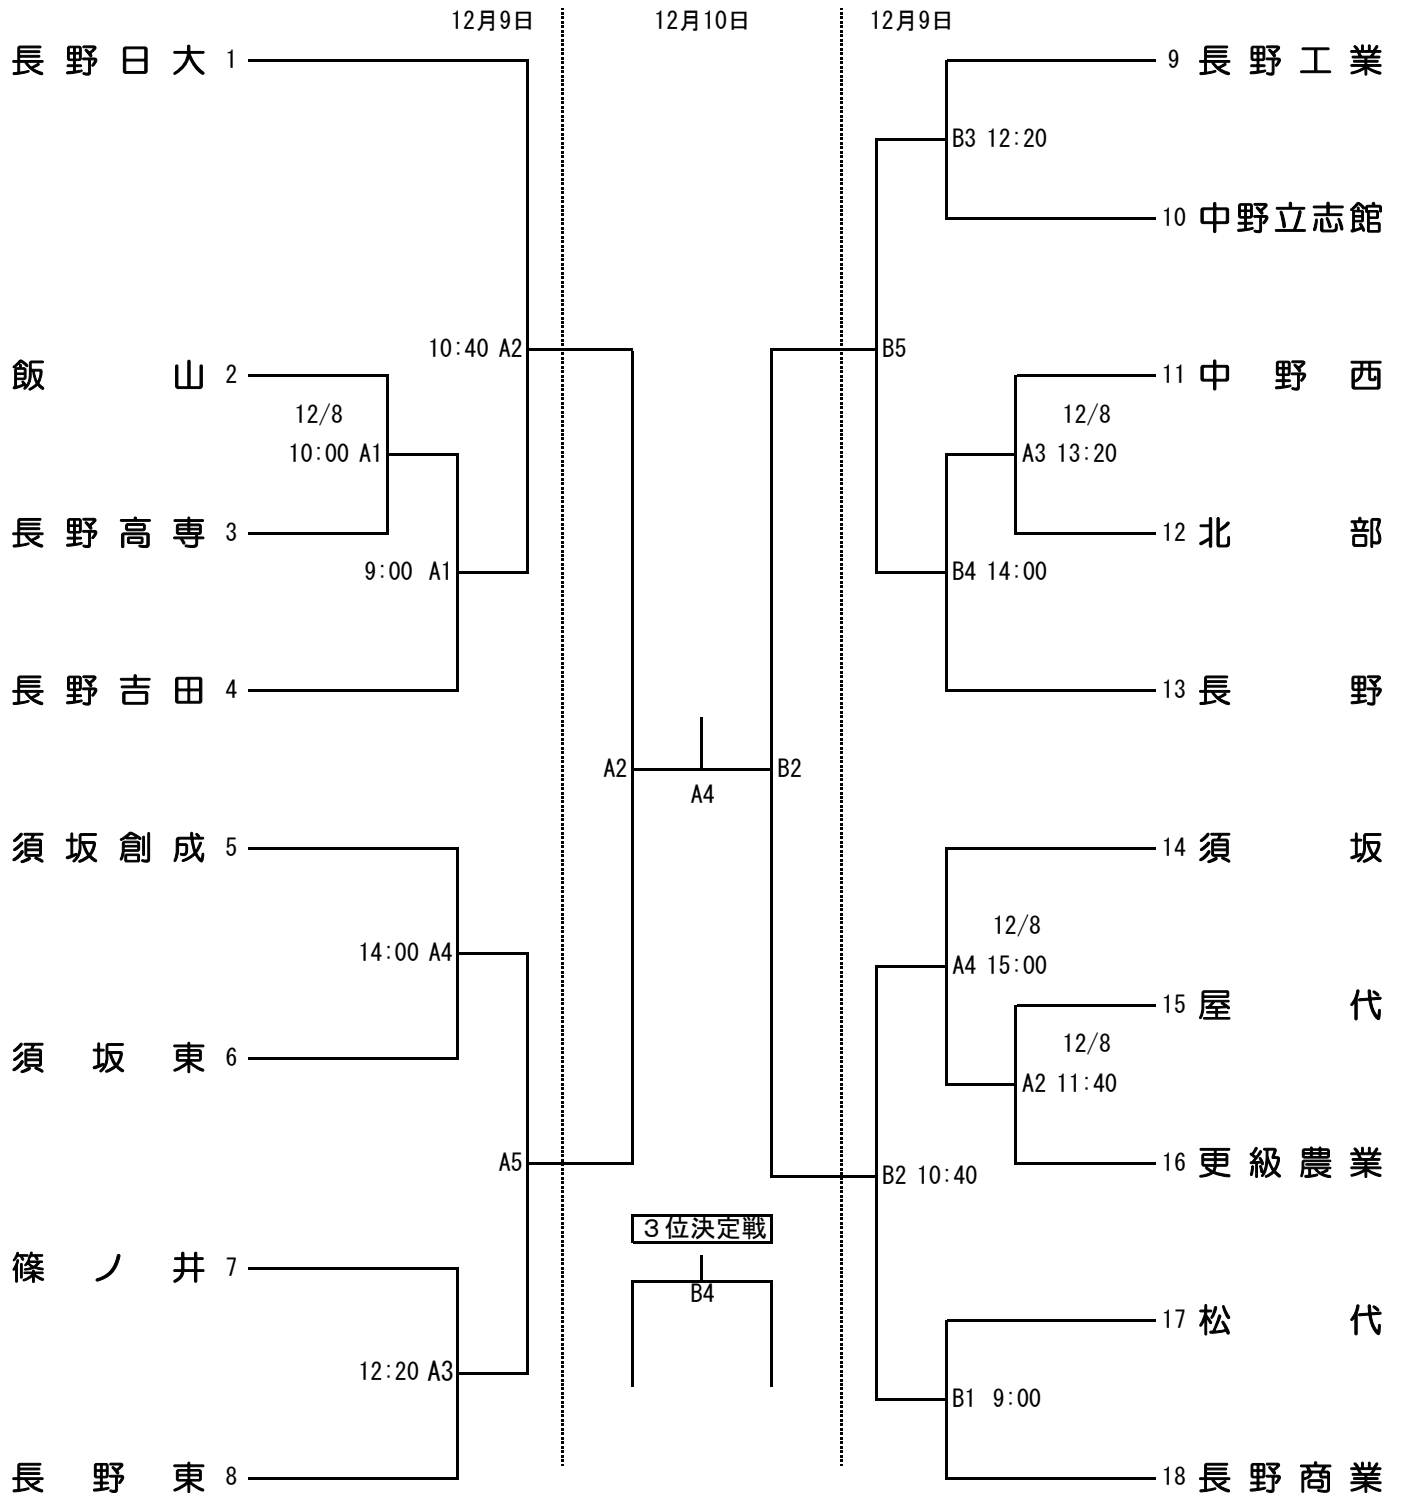 12月9日 12月10日 12月9日
長野日大 1
9 長野工業
B3 12:20
10 中野立志館
10:40 A2
B5
飯山 2
11 中野西
12/8
12/8
10:00 A1
A3 13:20
長野高専 3
12 北部
9:00 A1
B4 14:00
長野吉田 4
13 長野
A2
B2
A4
須坂創成 5
14 須坂
12/8
14:00 A4
A4 15:00
15 屋代
須坂東 6
12/8
A2 11:40
A5
16 更級農業
B2 10:40
3位決定戦
篠ノ井 7
B4
17 松代
12:20 A3
B1 9:00
長野東 8
18 長野商業